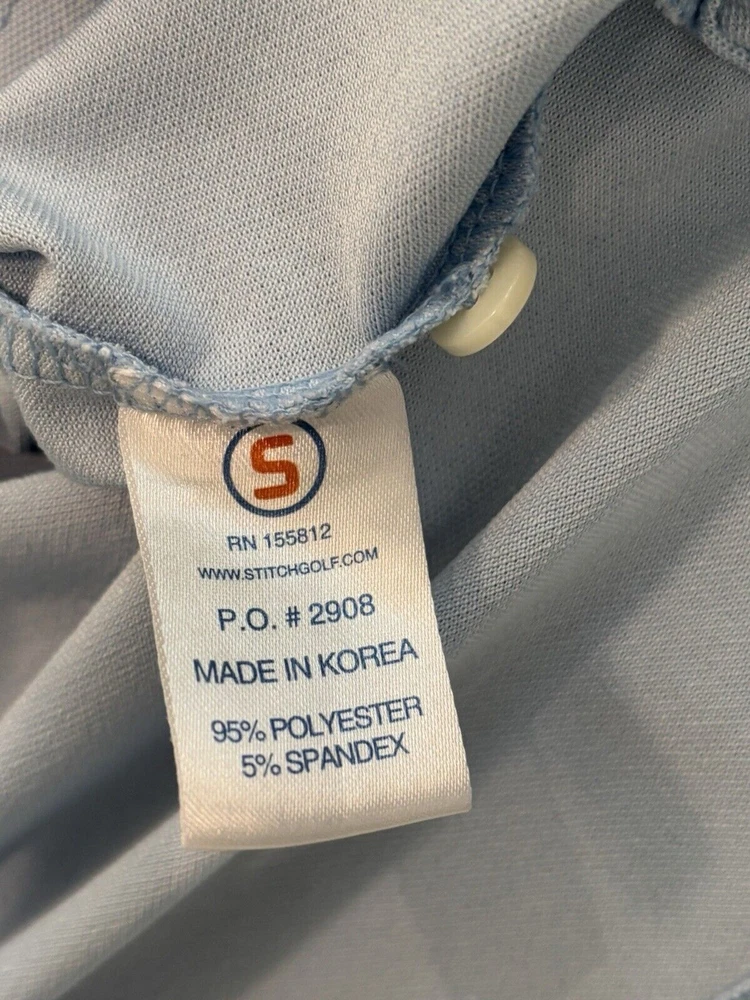 S
RN 155812
WWW.STITCHGOLF.COM
P.O. # 2908
MADE IN KOREA
95% POLYESTER
5% SPANDEX